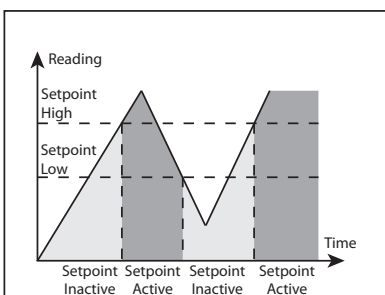 Reading
Setpoint
High
Setpoint
Low
Time
Setpoint Setpoint Setpoint Setpoint
Inactive Active Inactive Active